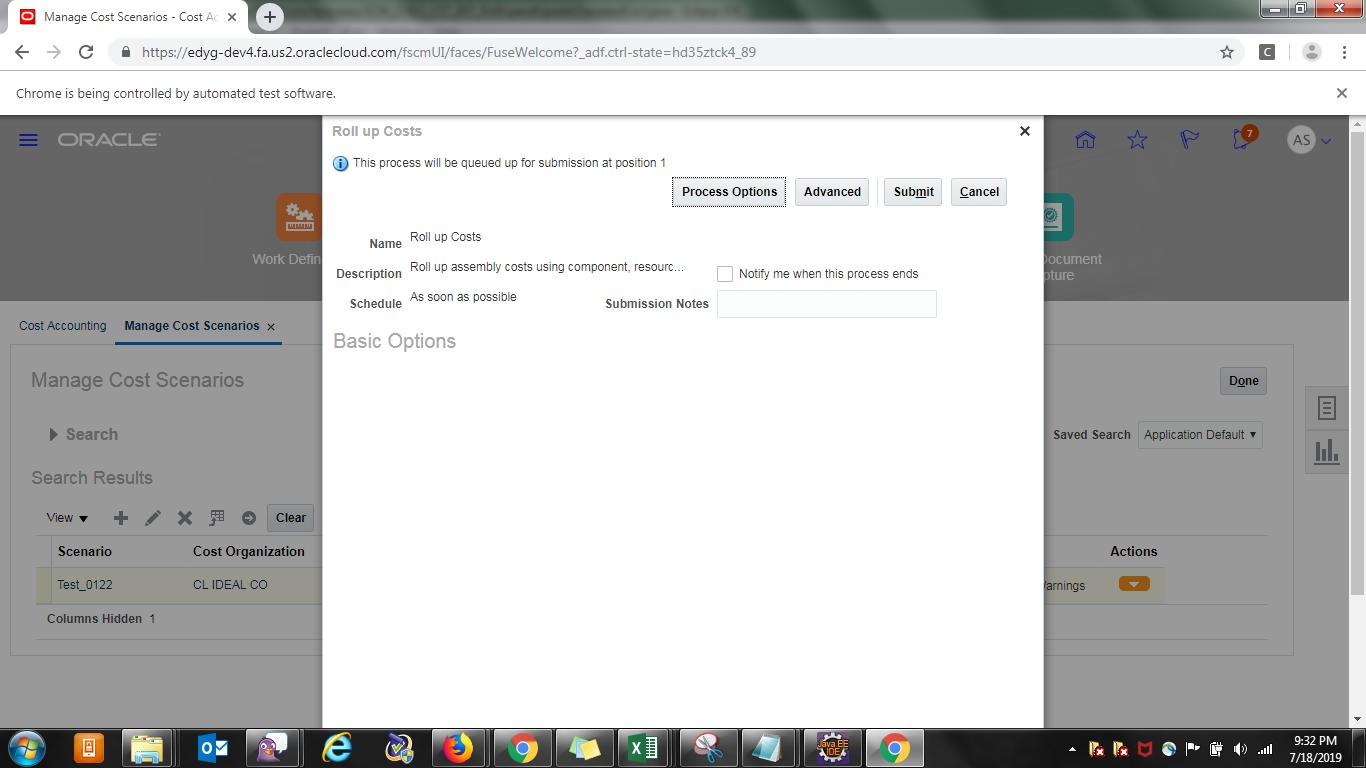 Manage Cost Scenarios - Cost Ac
https://edyg-dev4.fa.us2.oraclecloud.com/fscmUI/faces/FuseWelcome?_adf.ctrl-state=hd35ztck4_89
C
Chrome is being controlled by automated test software.
ORACLE
7
AS
Roll up Costs
This process will be queued up for submission at position 1
Process Options
Advanced
Submit
Cancel
Work Defin
Document
pture
Name Roll up Costs
Description Roll up assembly costs using component, resourc...
Notify me when this process ends
Schedule As soon as possible
Submission Notes
Basic Options
Cost Accounting
Manage Cost Scenarios
Manage Cost Scenarios
Done
Search
Saved Search Application Default
Search Results
View
Clear
Scenario Cost Organization Actions
Test_0122 CL IDEAL CO Warnings
Columns Hidden 1
Java EE
IDE
9:32 PM
7/18/2019